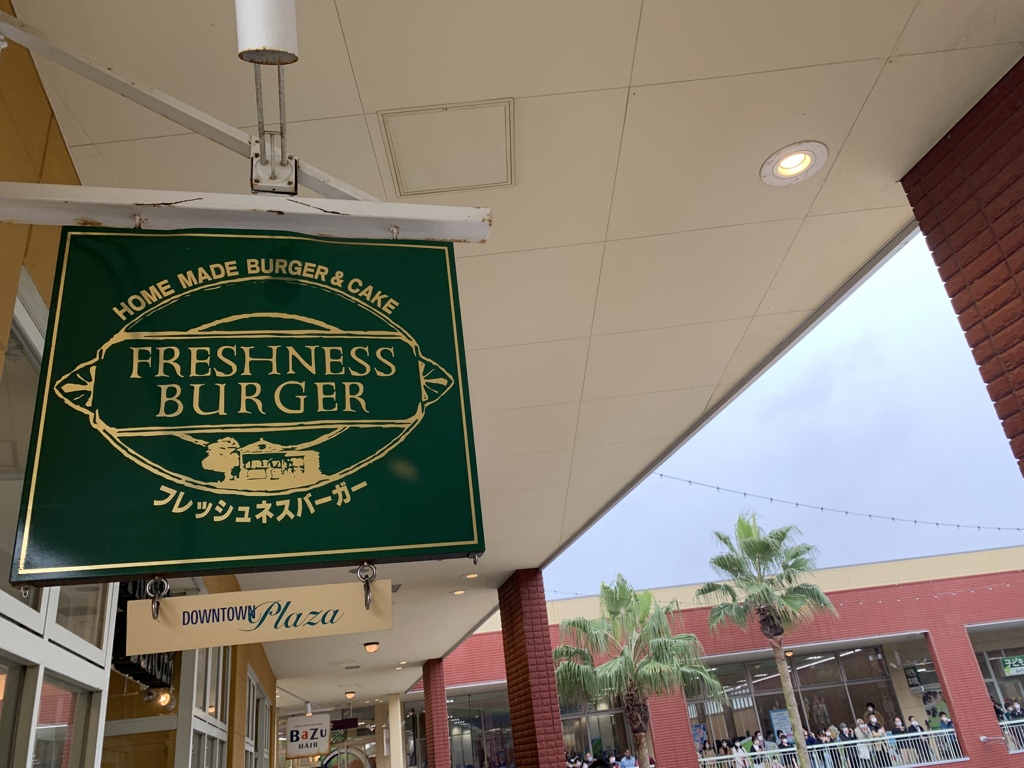 HOME MADE BURGER & CAKE
FRESHNESS
BURGER
フレッシュネスバーガー
DOWNTOWN Plaza
BaZu
HAIR